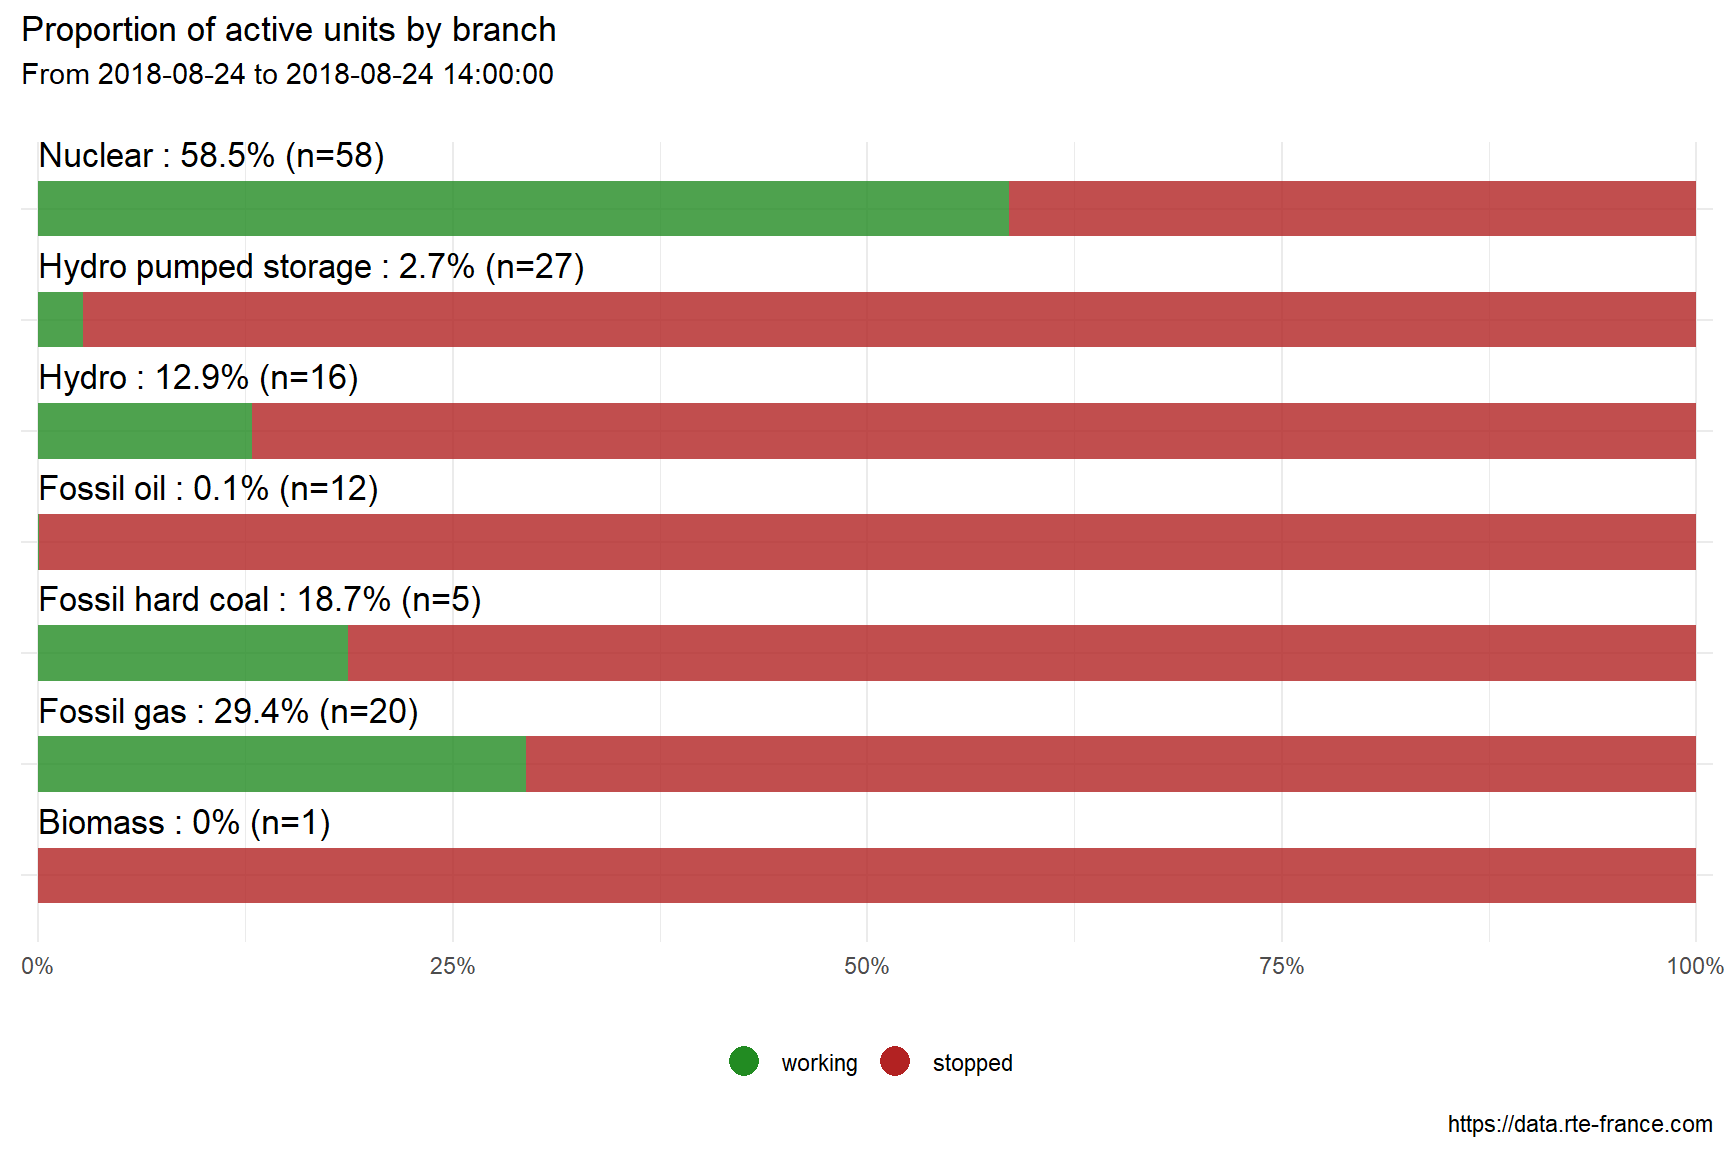 Proportion of active units by branch
From 2018-08-24 to 2018-08-24 14:00:00
Nuclear : 58.5% (n=58)
Hydro pumped storage : 2.7% (n=27)
Hydro : 12.9% (n=16)
Fossil oil : 0.1% (n=12)
Fossil hard coal : 18.7% (n=5)
Fossil gas : 29.4% (n=20)
Biomass : 0% (n=1)
0% 25% 50% 75% 100%
working stopped
https://data.rte-france.com